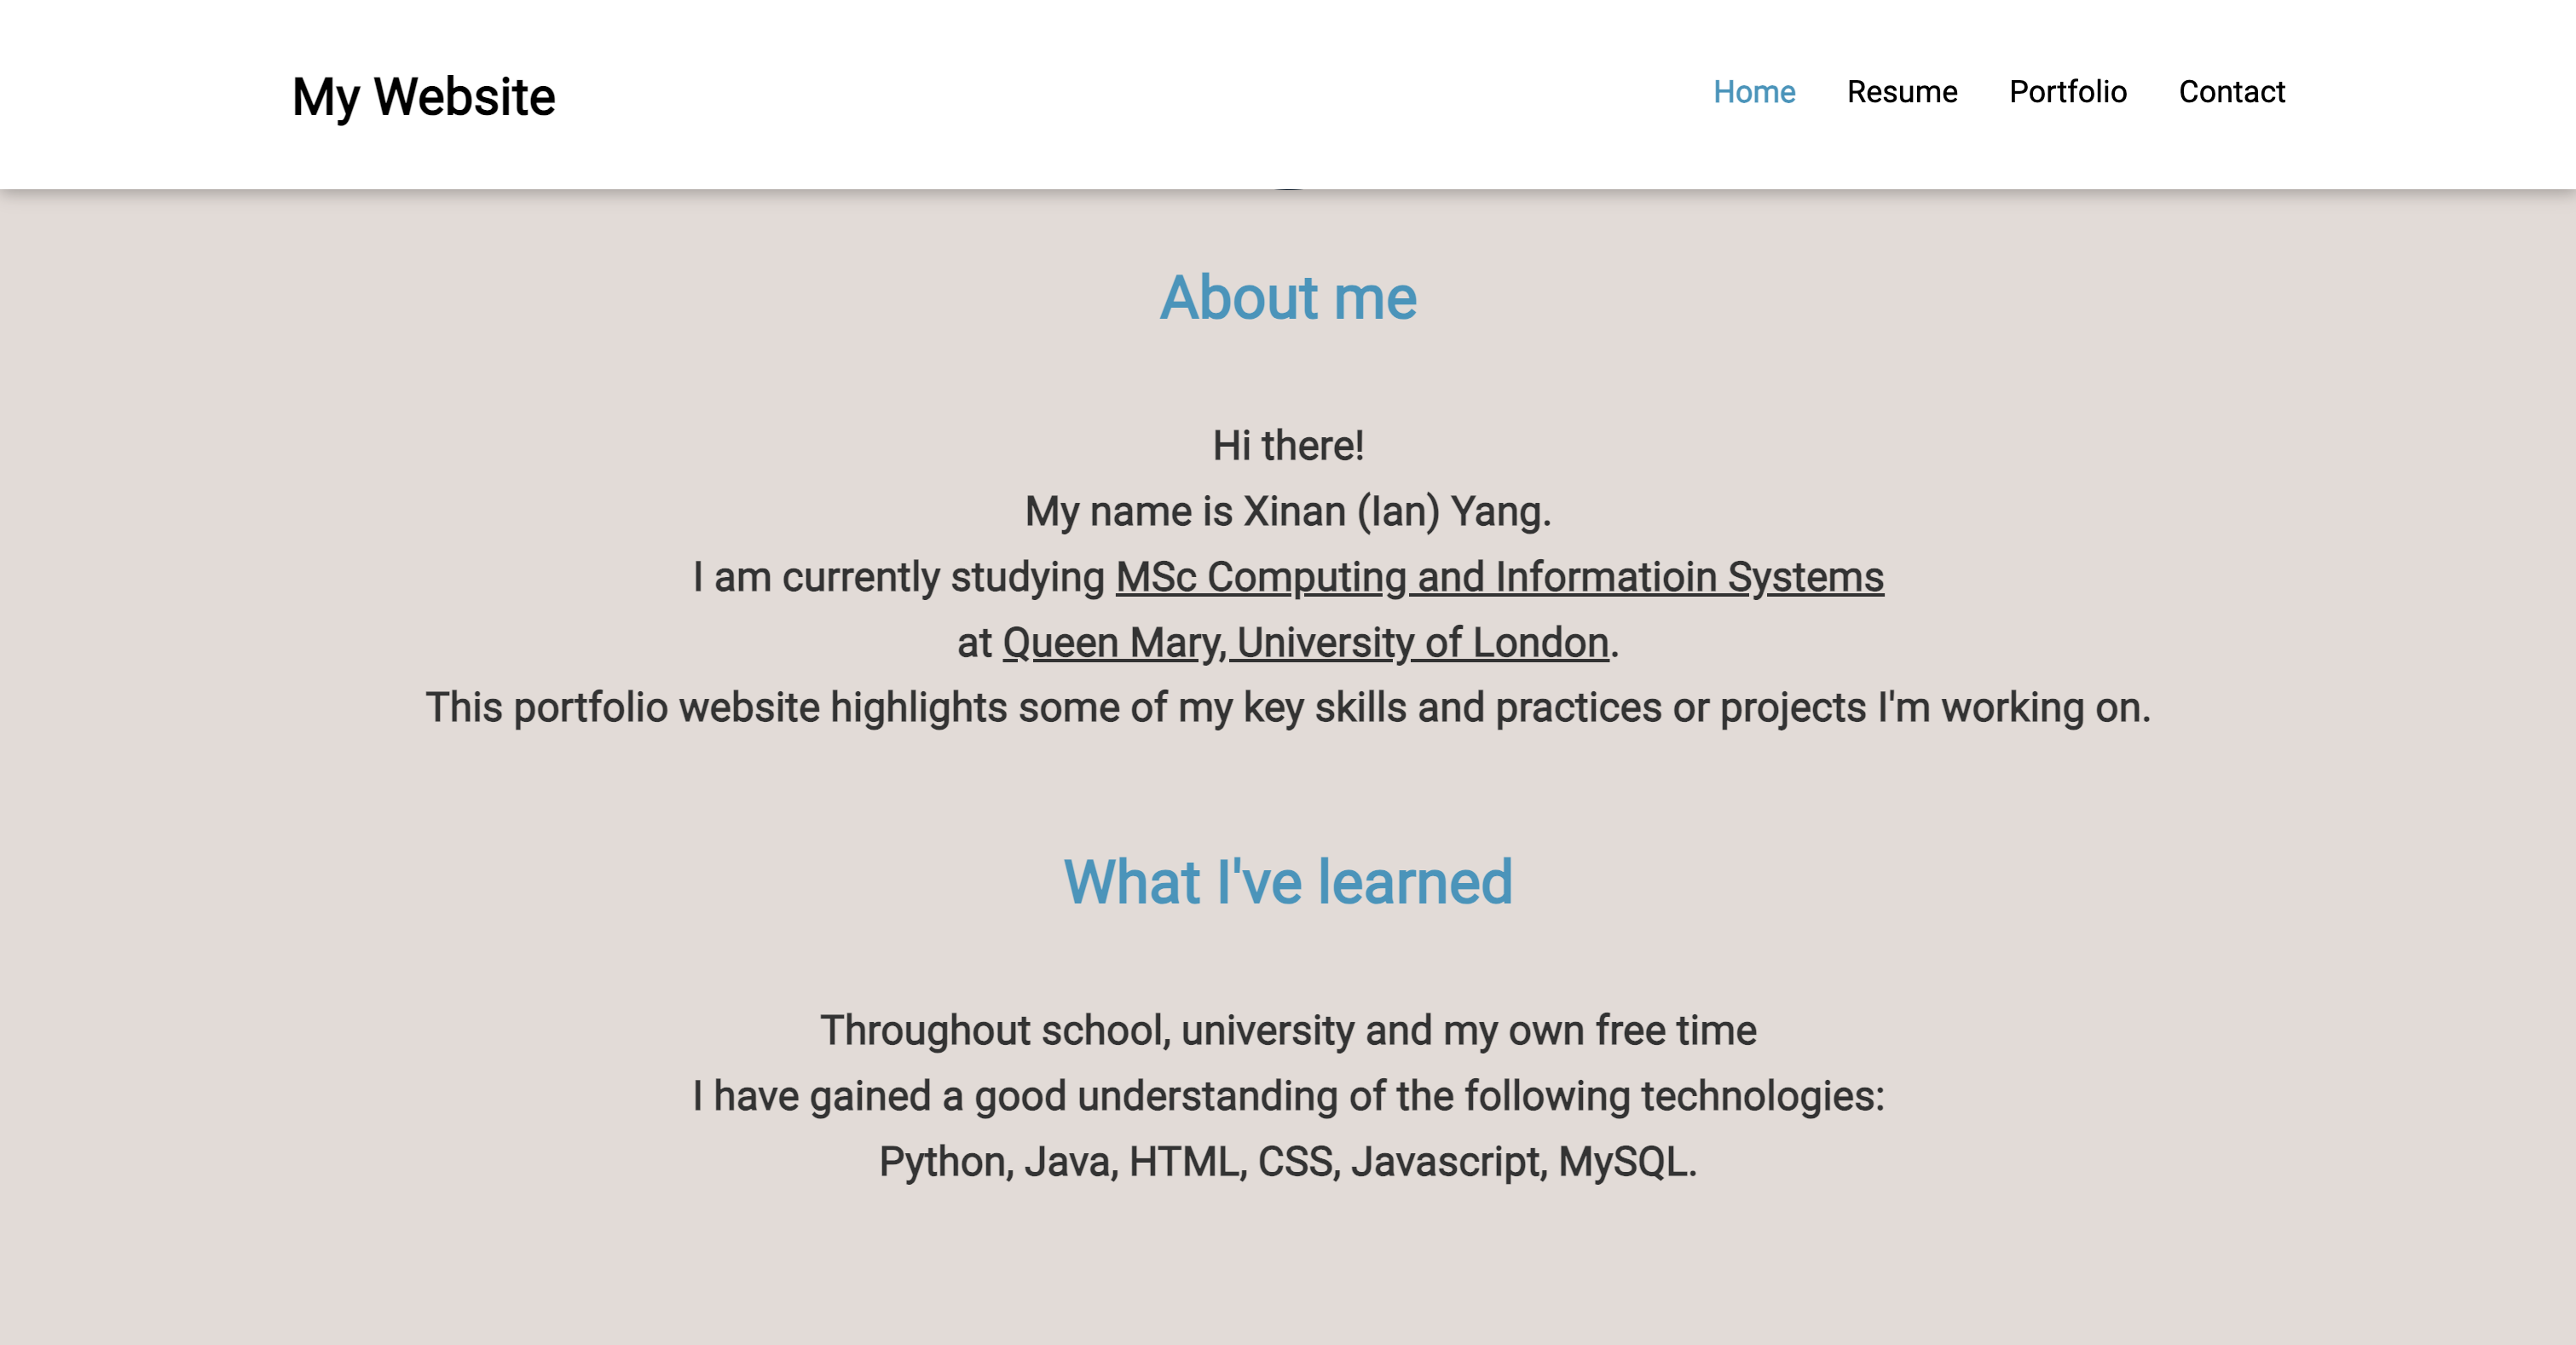 My Website
Home Resume Portfolio Contact
About me
Hi there!
My name is Xinan (Ian) Yang.
I am currently studying MSc Computing and Informatioin Systems
at Queen Mary, University of London.
This portfolio website highlights some of my key skills and practices or projects I'm working on.
What I've learned
Throughout school, university and my own free time
I have gained a good understanding of the following technologies:
Python, Java, HTML, CSS, Javascript, MySQL.